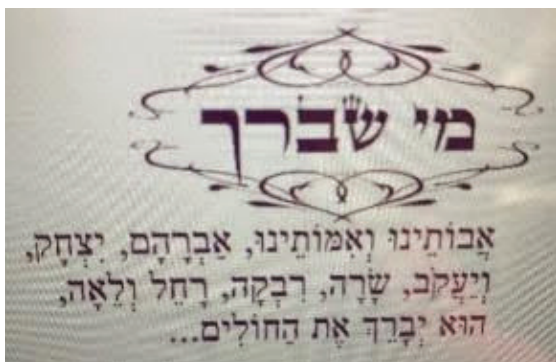 מי שברך
אֲבוֹתֵינוּ וְאִמּוֹתֵינוּ, אַבְרָהָם, יִצְחָק,
וְיַעֲקֹב, שָׂרָה, רִבְקָה, רָחֵל וְלֵאָה,
הוּא יְבָרֵךְ אֶת הַחוֹלִים...